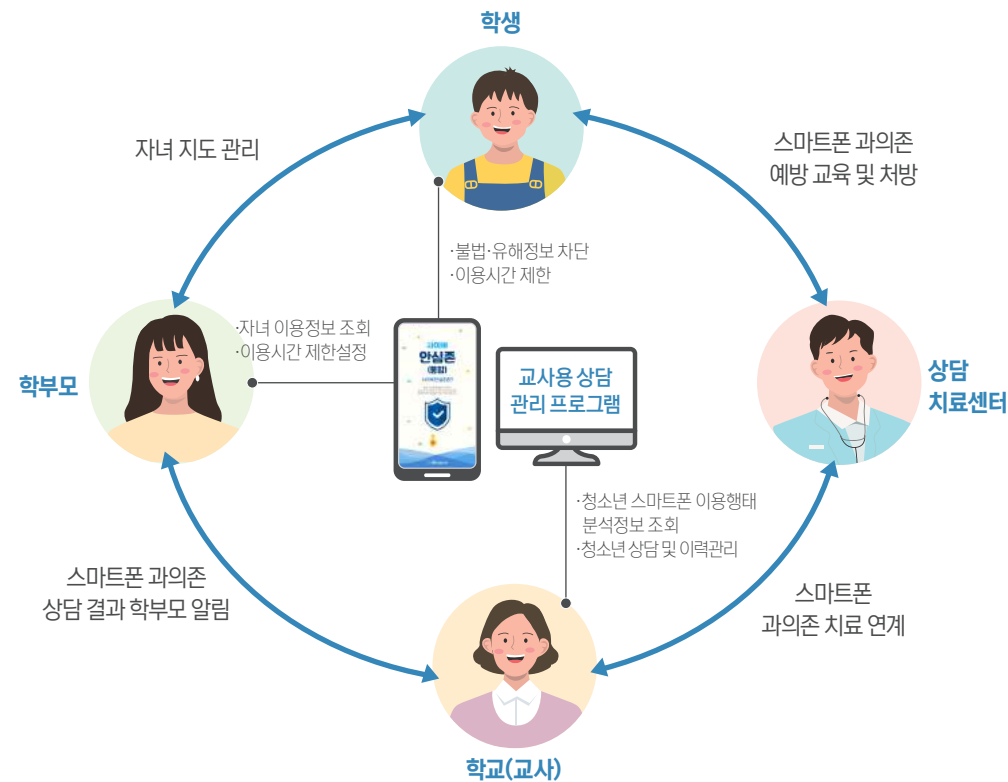 학생
자녀 지도 관리
스마트폰 과의존
예방 교육 및 처방
·불법·유해정보 차단
·이용시간 제한
·자녀 이용정보 조회
·이용시간 제한설정
학부모
안심존
(통합)
교사용 상담
관리 프로그램
상담
치료센터
·청소년 스마트폰 이용행태
분석정보 조회
·청소년 상담 및 이력관리
스마트폰 과의존
상담 결과 학부모 알림
스마트폰
과의존 치료 연계
학교(교사)